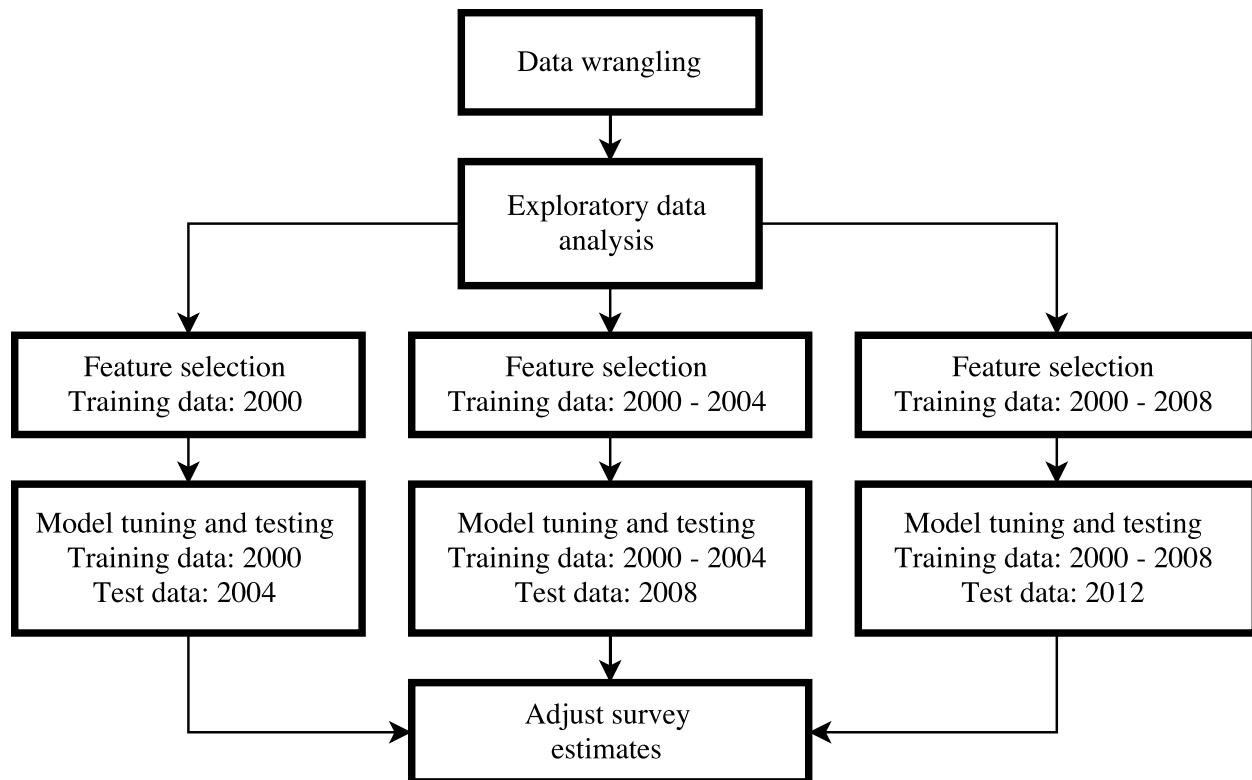 Data wrangling
Exploratory data
analysis
Feature selection
Training data: 2000
Feature selection
Training data: 2000 - 2004
Feature selection
Training data: 2000 - 2008
Model tuning and testing
Training data: 2000
Test data: 2004
Model tuning and testing
Training data: 2000 - 2004
Test data: 2008
Model tuning and testing
Training data: 2000 - 2008
Test data: 2012
Adjust survey
estimates